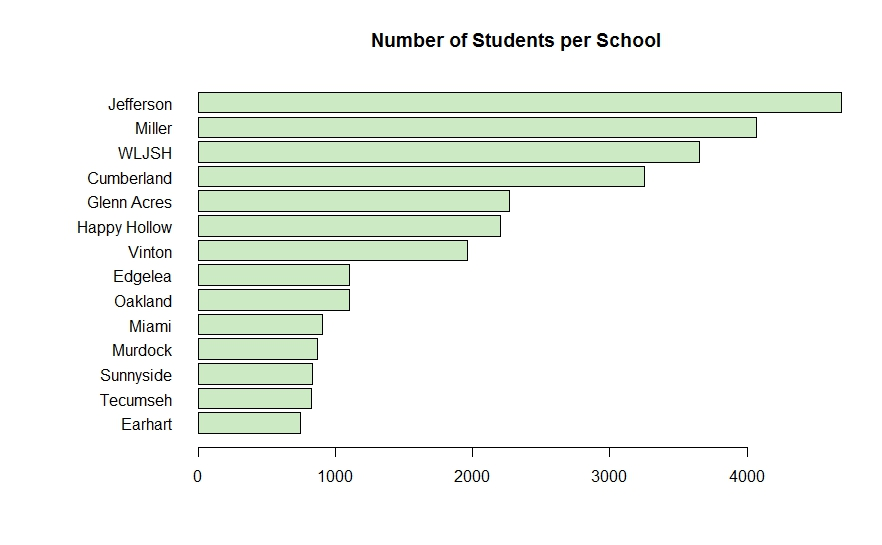 Number of Students per School
Jefferson
Miller
WLJSH
Cumberland
Glenn Acres
Happy Hollow
Vinton
Edgelea
Oakland
Miami
Murdock
Sunnyside
Tecumseh
Earhart
0 1000 2000 3000 4000